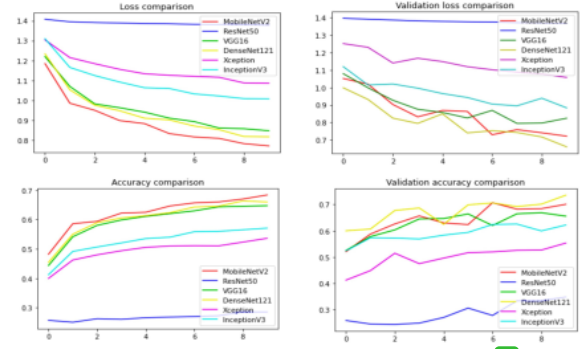 Loss comparison
1.4
1.3
1.2
1.1
1.0
0.9
0.8
0
2
4
6
8
MobileNetV2
ResNet50
VGG16
DenseNet121
Xception
InceptionV3
Validation loss comparison
1.4
1.3
1.2
1.1
1.0
0.9
0.8
0.7
0
2
4
6
8
MobileNetV2
ResNet50
VGG16
DenseNet121
Xception
InceptionV3
Accuracy comparison
0.7
0.6
0.5
0.4
0.3
0
2
4
6
8
MobileNetV2
ResNet50
VGG16
DenseNet121
Xception
InceptionV3
Validation accuracy comparison
0.7
0.6
0.5
0.4
0.3
0
2
4
6
8
MobileNetV2
ResNet50
VGG16
DenseNet121
Xception
InceptionV3